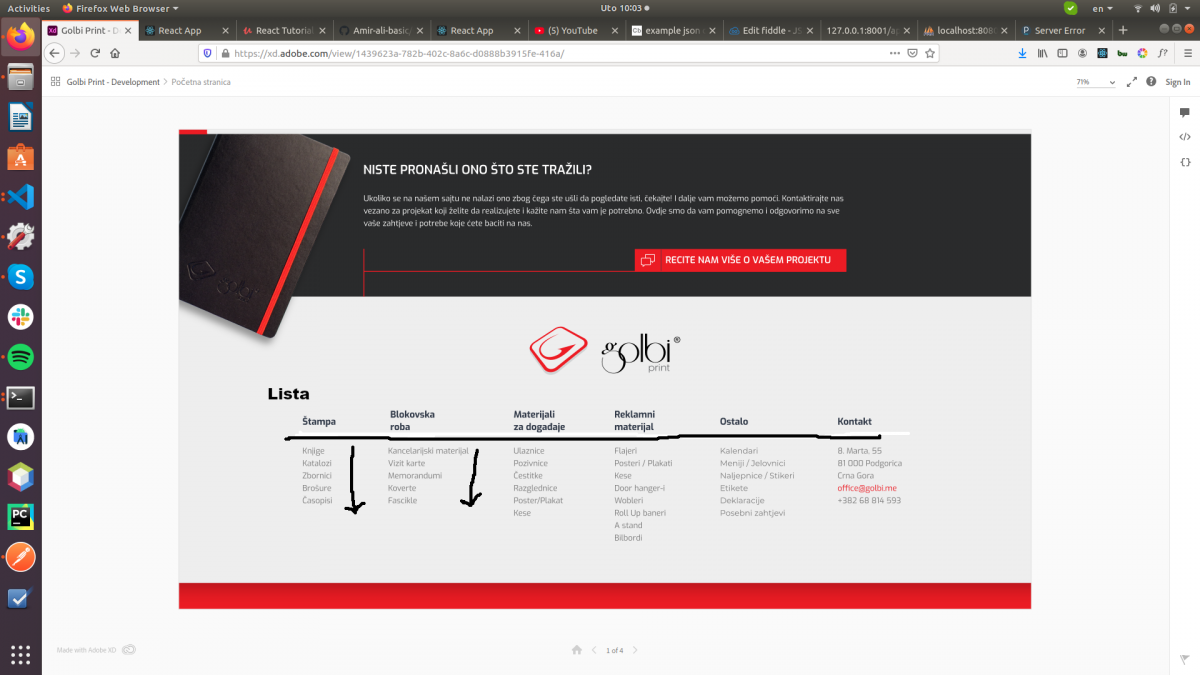 Activities
Firefox Web Browser
Uto 10:03
en
Golbi Print - D
React App
React Tutorial
Amir-ali-basic
React App
(5) YouTube
example json
Edit fiddle - JS
127.0.0.1:8001/a
localhost:808
Server Error
https://xd.adobe.com/view/1439623a-782b-402c-8a6c-d0888b3915fe-416a/
Golbi Print - Development
Početna stranica
71%
Sign In
NISTE PRONAŠLI ONO ŠTO STE TRAŽILI?
Ukoliko se na našem sajtu ne nalazi ono zbog čega ste ušli da pogledate isti, čekajte! I dalje vam možemo pomoći. Kontaktirajte nas
vezano za projekat koji želite da realizujete i kažite nam šta vam je potrebno. Ovdje smo da vam pomognemo i odgovorimo na sve
vaše zahtjeve i potrebe koje ćete baciti na nas.
RECITE NAM VIŠE O VAŠEM PROJEKTU
golbi
golbi ®
print
Lista
Štampa
Knjige
Katalozi
Zbornici
Brošure
Časopisi
Blokovska
roba
Kancelarijski materijal
Vizit karte
Memorandumi
Koverte
Fascikle
Materijali
za događaje
Ulaznice
Pozivnice
Čestitke
Razglednice
Poster/Plakat
Kese
Reklamni
materijal
Flajeri
Posteri / Plakati
Kese
Door hanger-i
Wobleri
Roll Up baneri
A stand
Bilbordi
Ostalo
Kalendari
Meniji / Jelovnici
Naljepnice / Stikeri
Etikete
Deklaracije
Posebni zahtjevi
Kontakt
8. Marta, 55
81 000 Podgorica
Crna Gora
office@golbi.me
+382 68 814 593
Made with Adobe XD
1 of 4